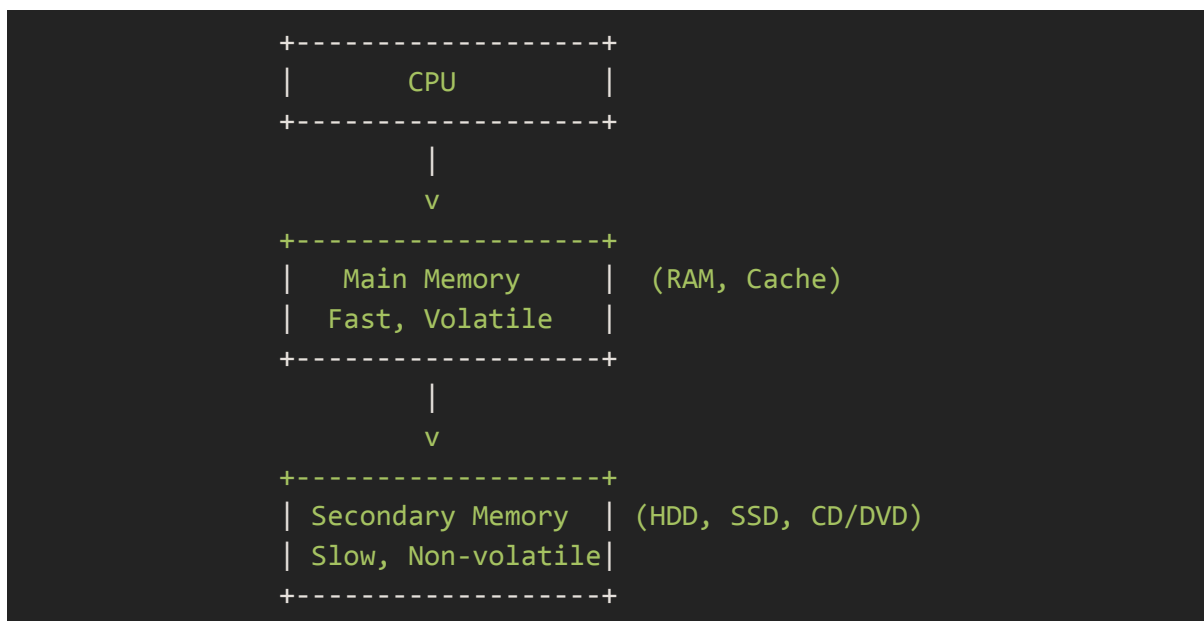 +-------------------+
|       CPU         |
+-------------------+
|
v
+-------------------+
|   Main Memory     |  (RAM, Cache)
|  Fast, Volatile   |
+-------------------+
|
v
+-------------------+
| Secondary Memory  | (HDD, SSD, CD/DVD)
| Slow, Non-volatile|
+-------------------+